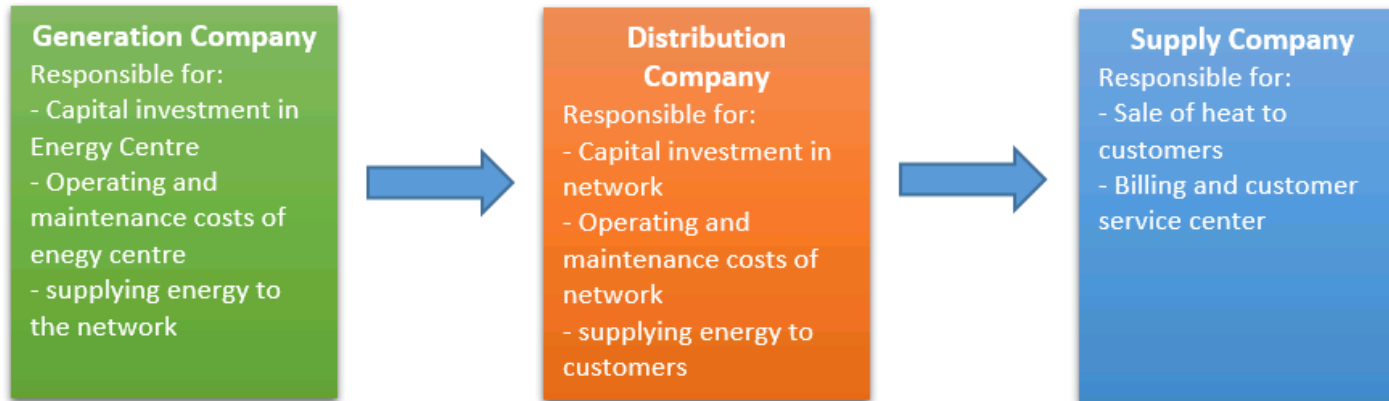 Generation Company
Responsible for:
- Capital investment in
Energy Centre
- Operating and
maintenance costs of
enegy centre
- supplying energy to
the network
Distribution
Company
Responsible for:
- Capital investment in
network
- Operating and
maintenance costs of
network
- supplying energy to
customers
Supply Company
Responsible for:
- Sale of heat to
customers
- Billing and customer
service center